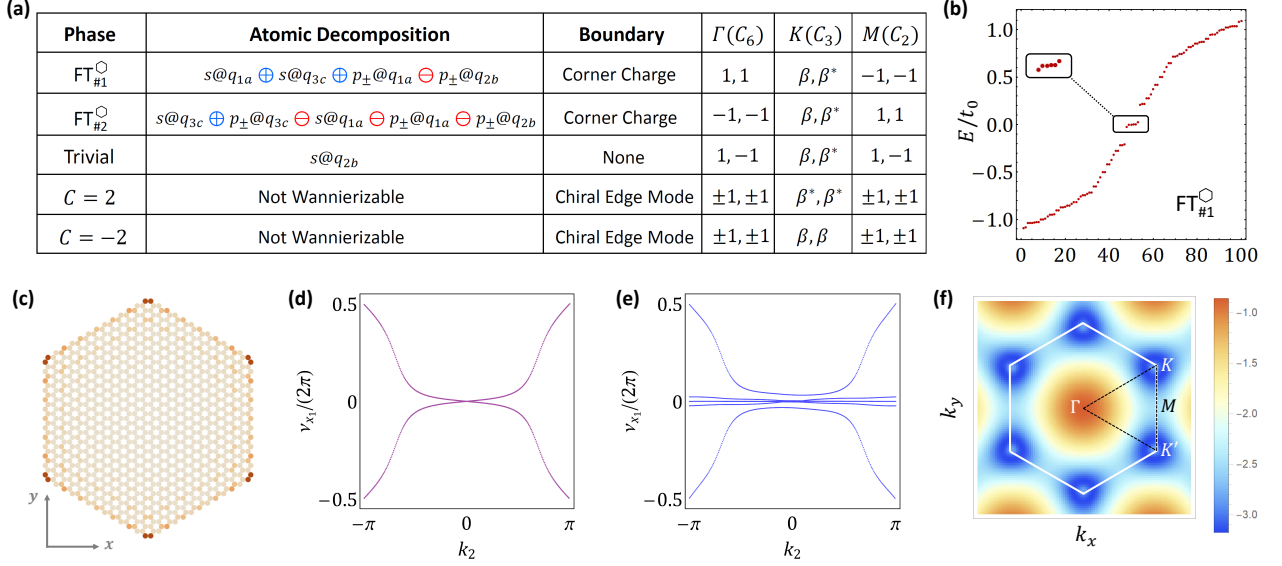 (a)
Phase Atomic Decomposition Boundary Γ(C₆) K(C₃) M(C₂)
FT⬡#1 s@q₁ₐ ⊕ s@q₃c ⊕ p±@q₁ₐ ⊖ p±@q₂b Corner Charge 1, 1 β, β* −1, −1
FT⬡#2 s@q₃c ⊕ p±@q₃c ⊖ s@q₁ₐ ⊖ p±@q₁ₐ ⊖ p±@q₂b Corner Charge −1, −1 β, β* 1, 1
Trivial s@q₂b None 1, −1 β, β* 1, −1
C = 2 Not Wannierizable Chiral Edge Mode ±1, ±1 β*, β* ±1, ±1
C = −2 Not Wannierizable Chiral Edge Mode ±1, ±1 β, β ±1, ±1
(b)
E/t₀
1.0
0.5
0.0
−0.5
−1.0
0 20 40 60 80 100
FT⬡#1
(c)
y
x
(d)
νx₁/(2π)
0.5
0
−0.5
−π 0 π
k₂
(e)
νx₁/(2π)
0.5
0
−0.5
−π 0 π
k₂
(f)
ky
kx
Γ
K
M
K′
−1.0
−1.5
−2.0
−2.5
−3.0